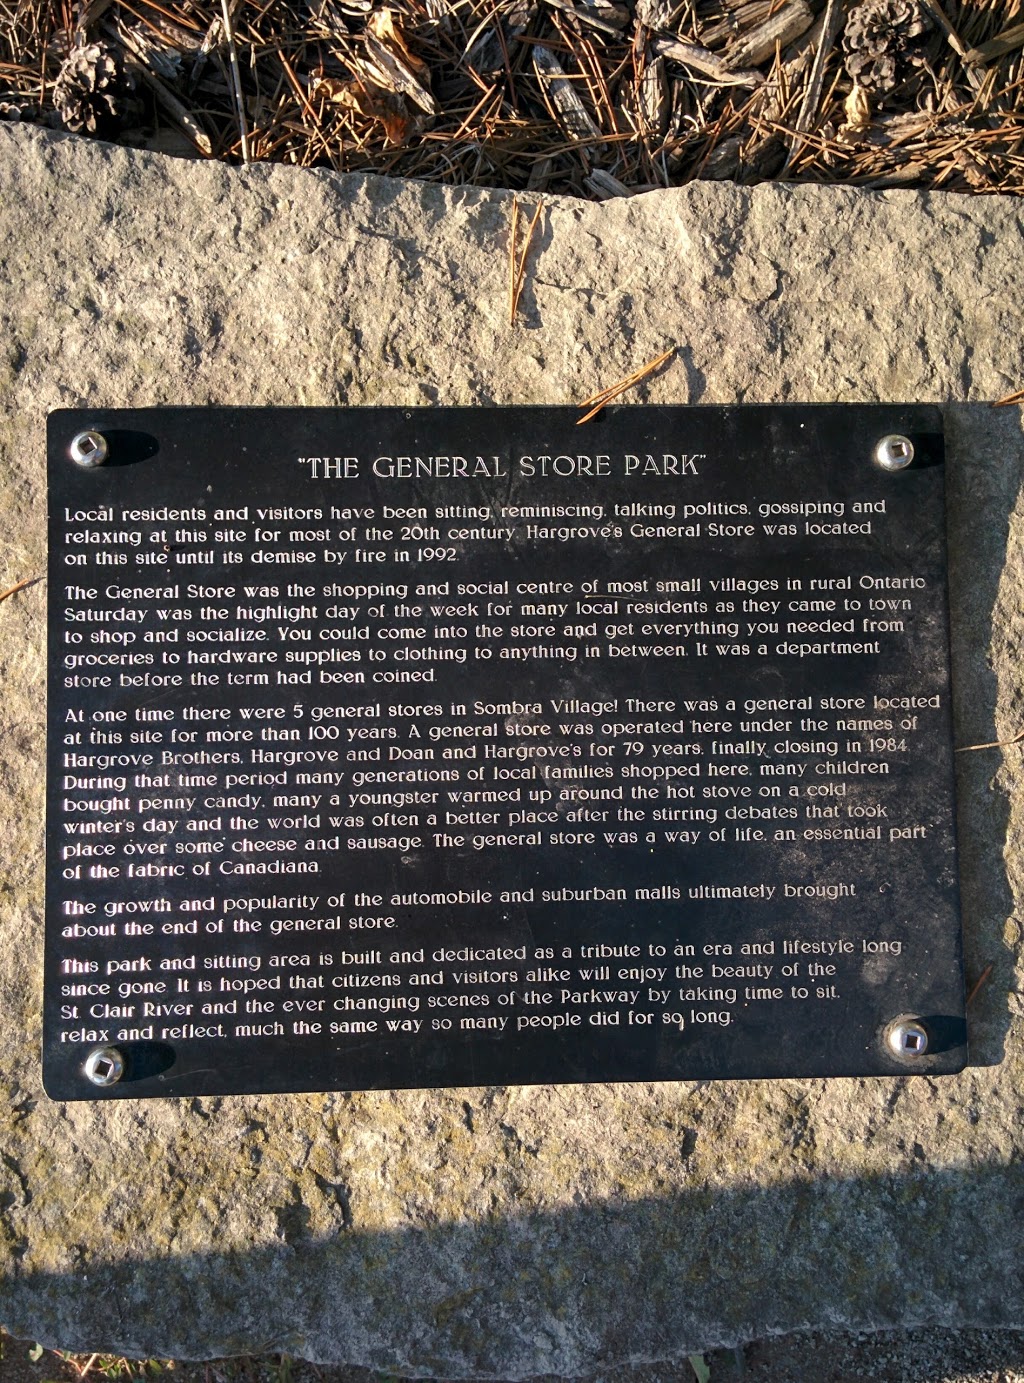 "THE GENERAL STORE PARK"
Local residents and visitors have been sitting, reminiscing, talking politics, gossiping and
relaxing at this site for most of the 20th century. Hargrove's General Store was located
on this site until its demise by fire in 1992.
The General Store was the shopping and social centre of most small villages in rural Ontario
Saturday was the highlight day of the week for many local residents as they came to town
to shop and socialize. You could come into the store and get everything you needed from
groceries to hardware supplies to clothing to anything in between. It was a department
store before the term had been coined.
At one time there were 5 general stores in Sombra Village! There was a general store located
at this site for more than 100 years. A general store was operated here under the names of
Hargrove Brothers, Hargrove and Doan and Hargrove's for 79 years, finally closing in 1984.
During that time period many generations of local families shopped here, many children
bought penny candy, many a youngster warmed up around the hot stove on a cold
winter's day and the world was often a better place after the stirring debates that took
place over some cheese and sausage. The general store was a way of life, an essential part
of the fabric of Canadiana.
The growth and popularity of the automobile and suburban malls ultimately brought
about the end of the general store.
This park and sitting area is built and dedicated as a tribute to an era and lifestyle long
since gone. It is hoped that citizens and visitors alike will enjoy the beauty of the
St. Clair River and the ever changing scenes of the Parkway by taking time to sit,
relax and reflect, much the same way so many people did for so long.